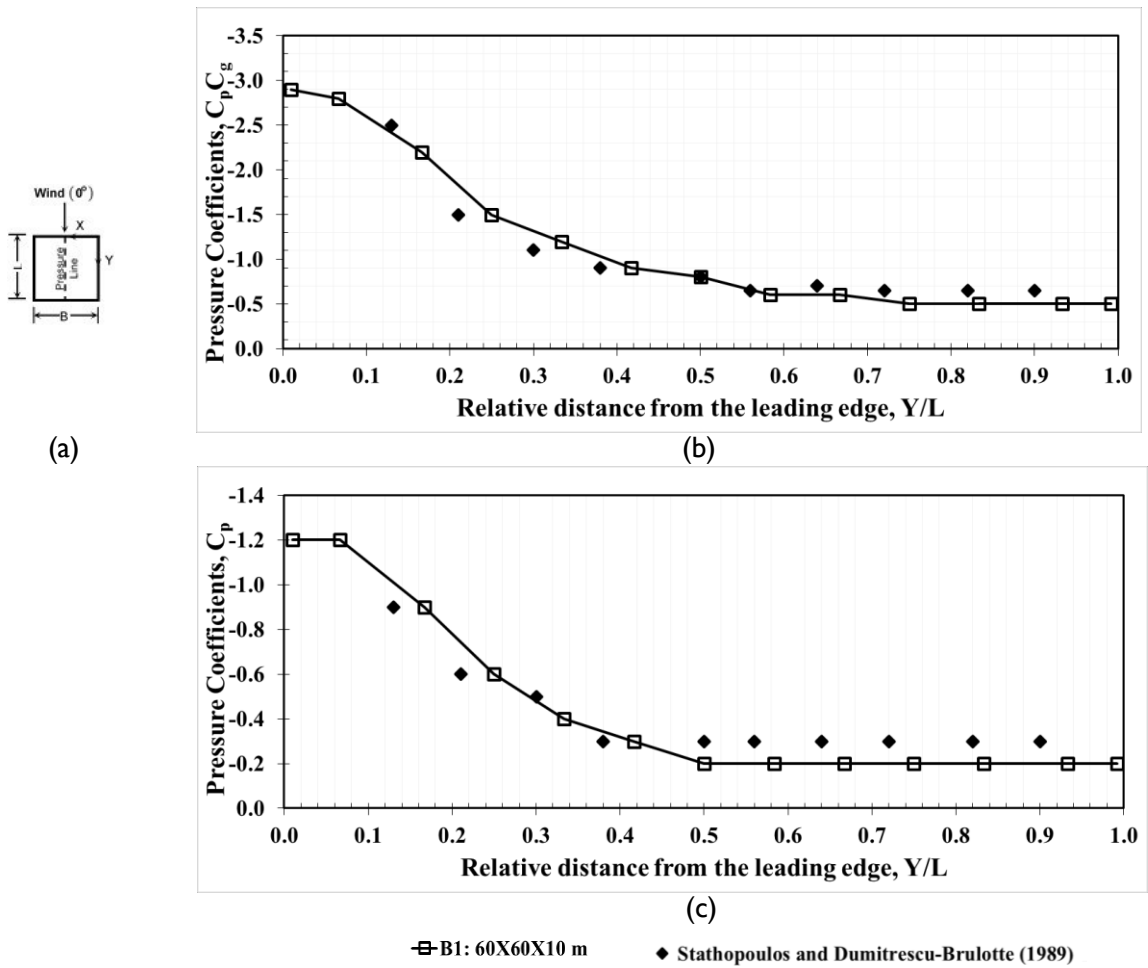 Wind (0°)
X
Y
L
Pressure
Line
B
(a)
Pressure Coefficients, CpCg
-3.5
-3.0
-2.5
-2.0
-1.5
-1.0
-0.5
0.0
0.0 0.1 0.2 0.3 0.4 0.5 0.6 0.7 0.8 0.9 1.0
Relative distance from the leading edge, Y/L
(b)
Pressure Coefficients, Cp
-1.4
-1.2
-1.0
-0.8
-0.6
-0.4
-0.2
0.0
0.0 0.1 0.2 0.3 0.4 0.5 0.6 0.7 0.8 0.9 1.0
Relative distance from the leading edge, Y/L
(c)
B1: 60X60X10 m
Stathopoulos and Dumitrescu-Brulotte (1989)